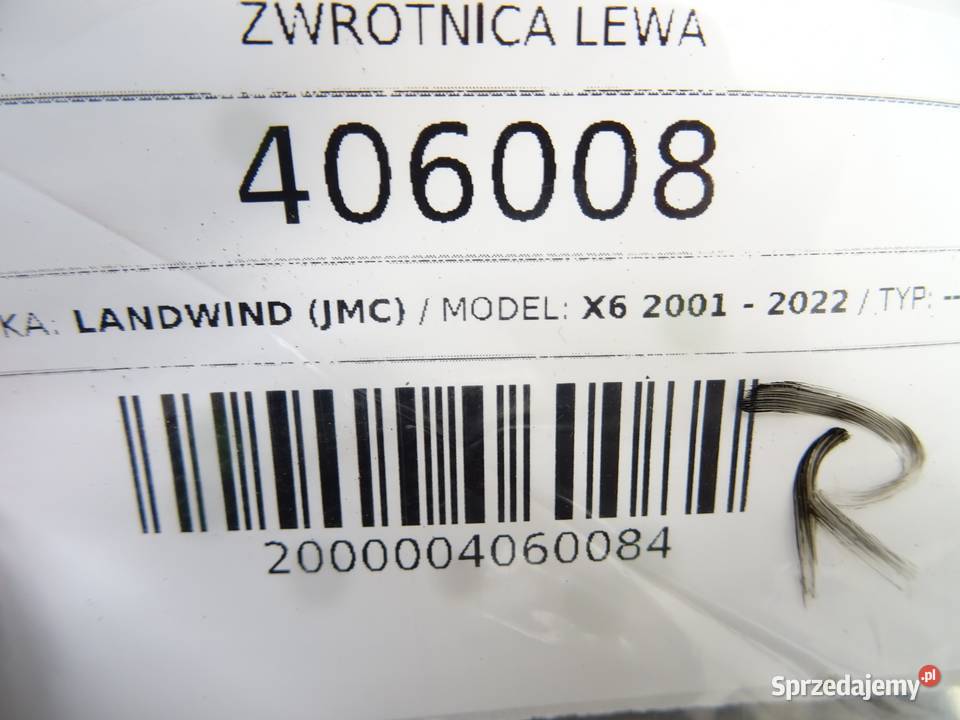 ZWROTNICA LEWA
406008
KA: LANDWIND (JMC) / MODEL: X6 2001 - 2022 / TYP: --
2000004060084
R
Sprzedajemy.pl